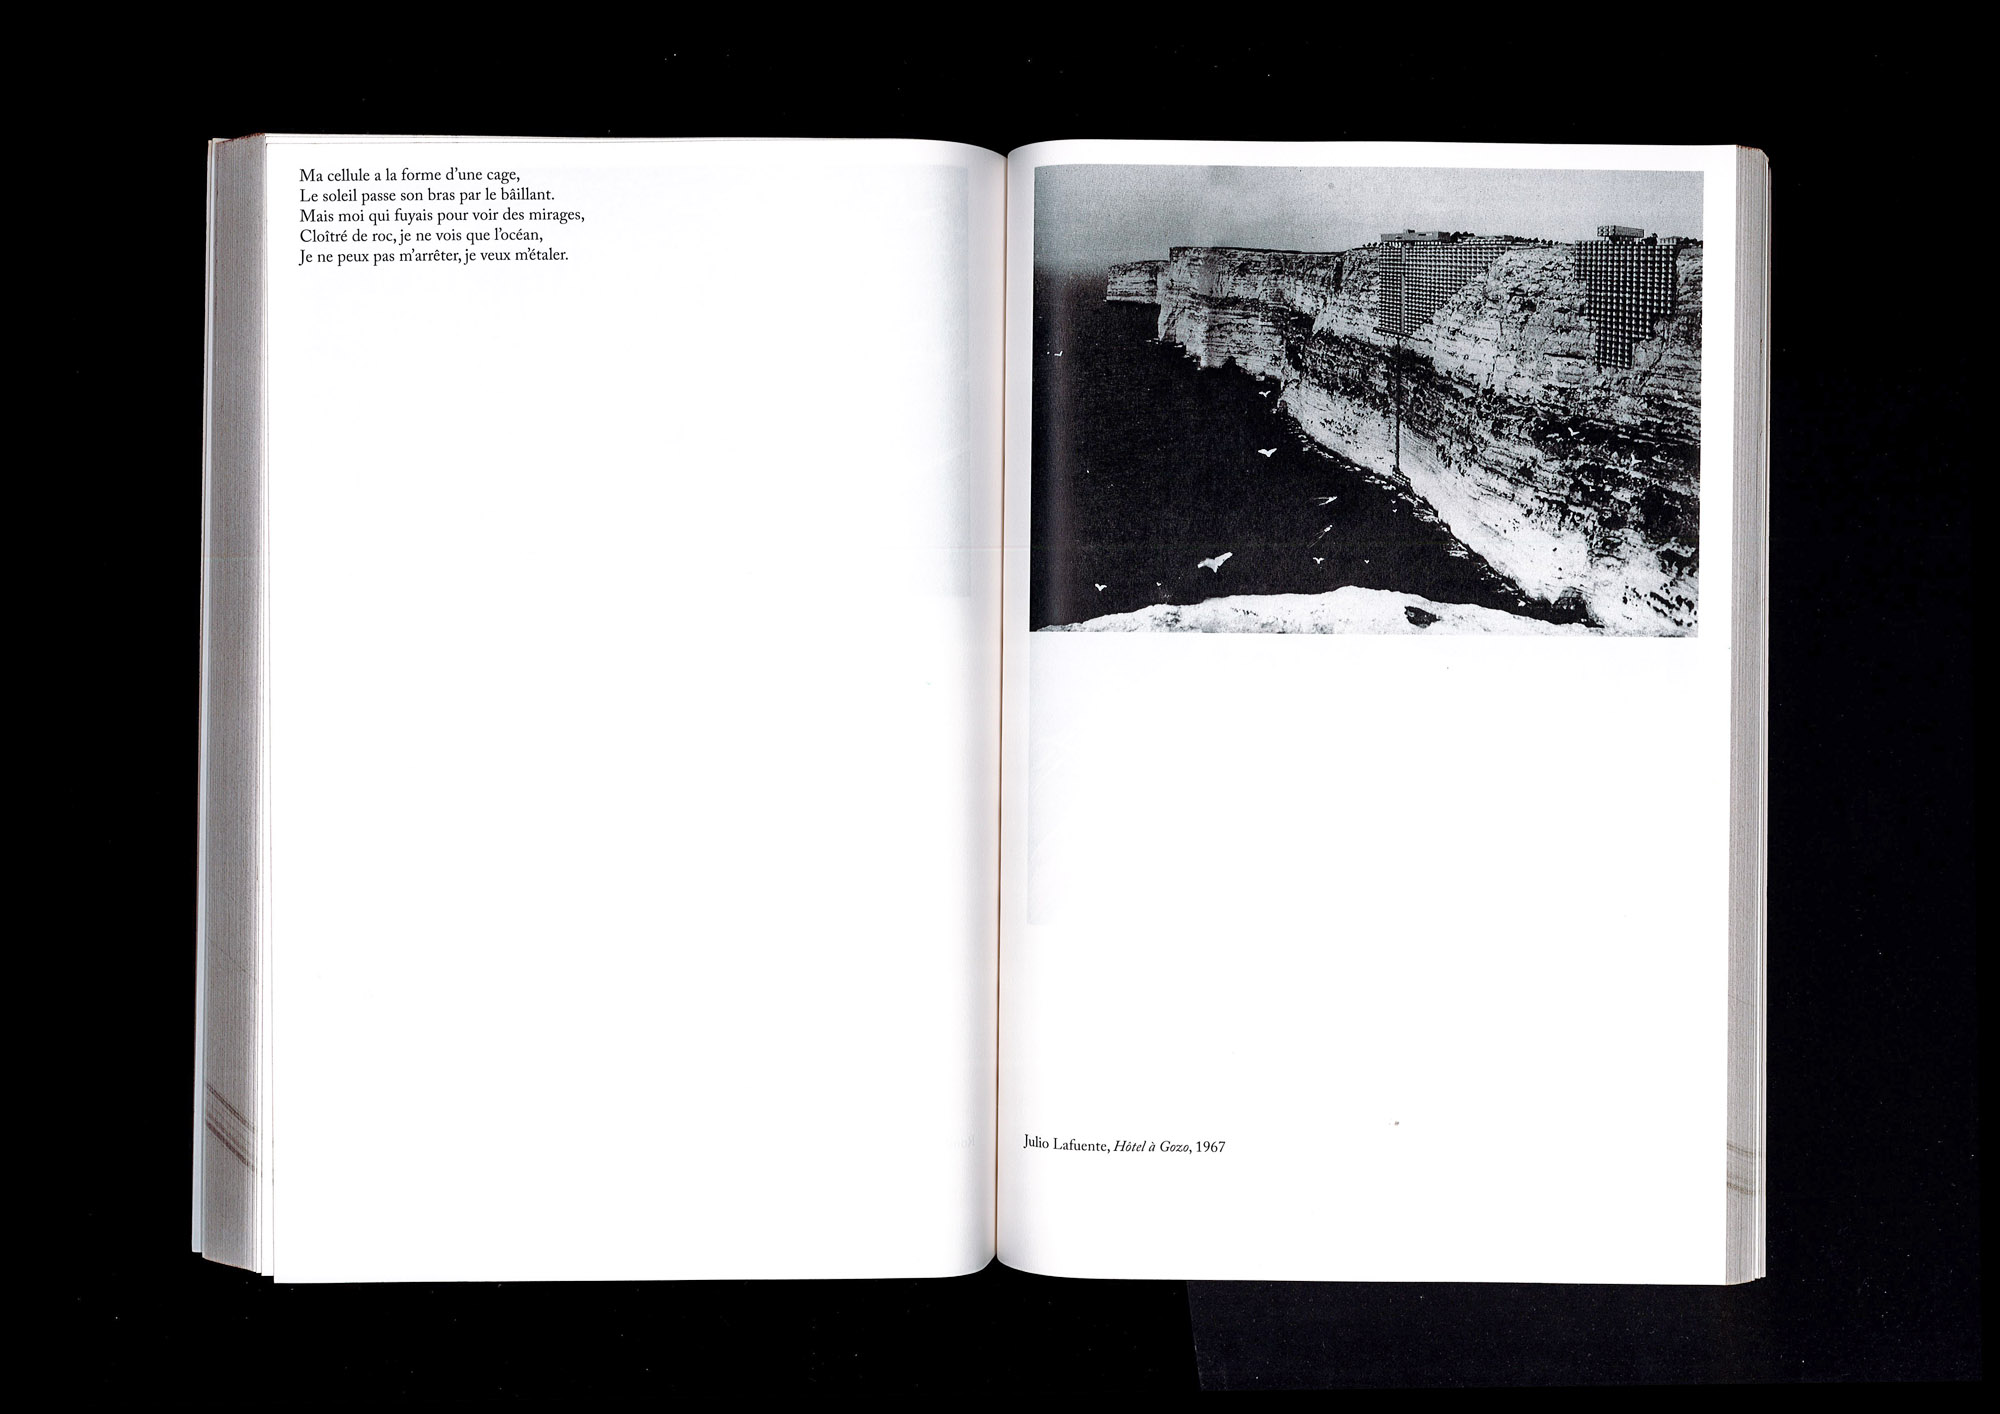 Ma cellule a la forme d’une cage,
Le soleil passe son bras par le bâillant.
Mais moi qui fuyais pour voir des mirages,
Cloîtré de roc, je ne vois que l’océan,
Je ne peux pas m’arrêter, je veux m’étaler.
Julio Lafuente, Hôtel à Gozo, 1967